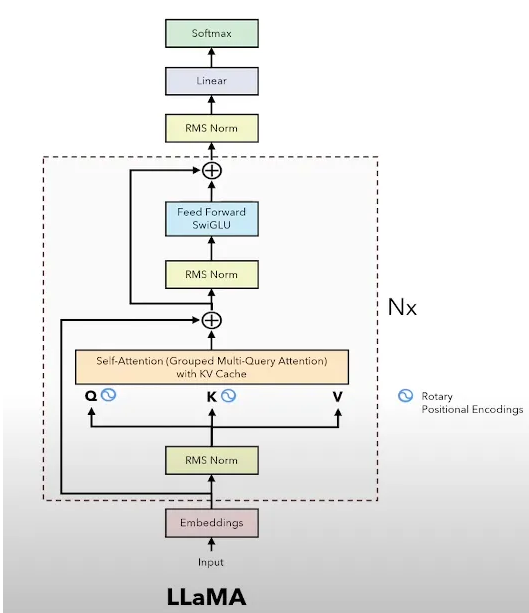 Softmax
Linear
RMS Norm
Feed Forward
SwiGLU
RMS Norm
Nx
Self-Attention (Grouped Multi-Query Attention)
with KV Cache
Q K V
Rotary
Positional Encodings
RMS Norm
Embeddings
Input
LLaMA